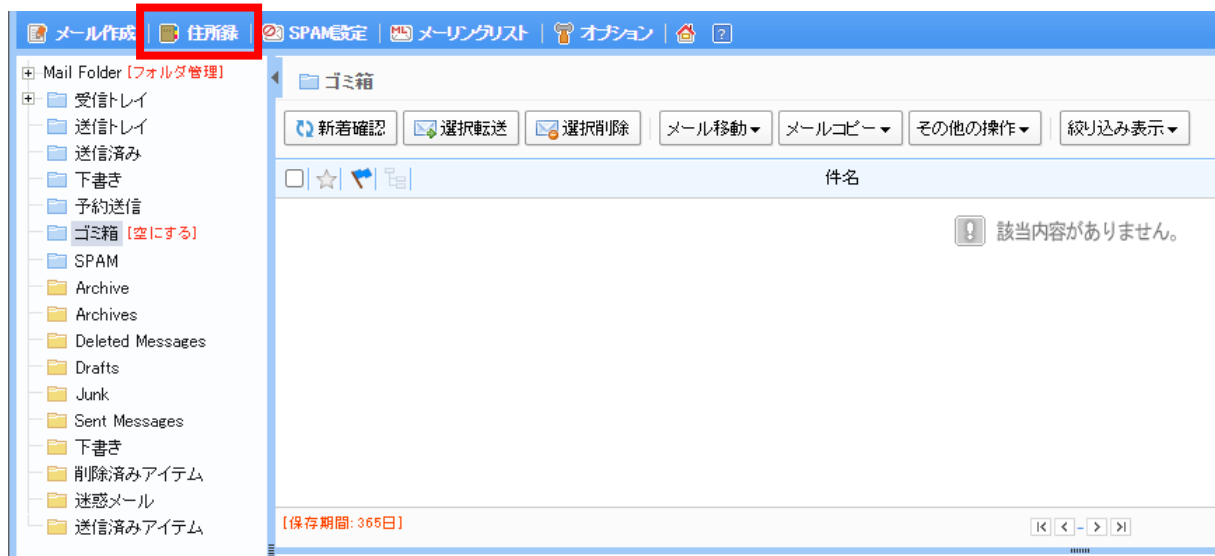 メール作成 住所録 SPAM設定 メーリングリスト オプション
Mail Folder [フォルダ管理]
受信トレイ
送信トレイ
送信済み
下書き
予約送信
ゴミ箱 [空にする]
SPAM
Archive
Archives
Deleted Messages
Drafts
Junk
Sent Messages
下書き
削除済みアイテム
迷惑メール
送信済みアイテム
ゴミ箱
新着確認 選択転送 選択削除 メール移動▼ メールコピー▼ その他の操作▼ 絞り込み表示▼
件名
該当内容がありません。
[保存期間: 365日]